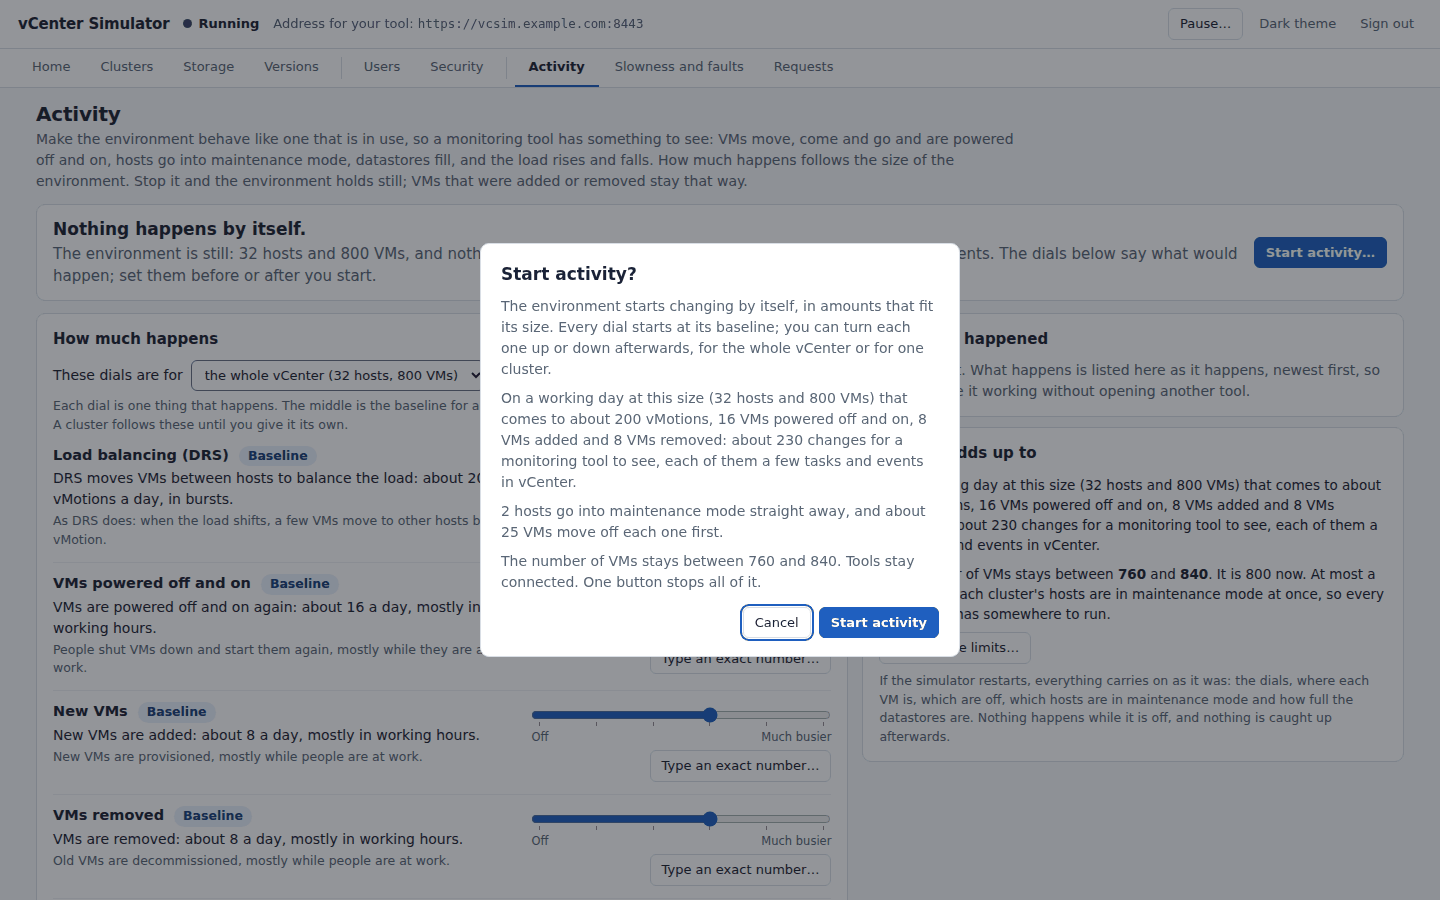 vCenter Simulator
Running
Address for your tool: https://vcsim.example.com:8443
Pause…
Dark theme
Sign out
Home
Clusters
Storage
Versions
Users
Security
Activity
Slowness and faults
Requests
Activity
Make the environment behave like one that is in use, so a monitoring tool has something to see: VMs move, come and go and are powered
off and on, hosts go into maintenance mode, datastores fill, and the load rises and falls. How much happens follows the size of the
environment. Stop it and the environment holds still; VMs that were added or removed stay that way.
Nothing happens by itself.
The environment is still: 32 hosts and 800 VMs, and noth
ents. The dials below say what would
happen; set them before or after you start.
Start activity…
How much happens
These dials are for
the whole vCenter (32 hosts, 800 VMs)
Each dial is one thing that happens. The middle is the baseline for a
A cluster follows these until you give it its own.
Load balancing (DRS)
Baseline
DRS moves VMs between hosts to balance the load: about 20
vMotions a day, in bursts.
As DRS does: when the load shifts, a few VMs move to other hosts b
vMotion.
VMs powered off and on
Baseline
VMs are powered off and on again: about 16 a day, mostly in
working hours.
People shut VMs down and start them again, mostly while they are a
work.
Type an exact number…
New VMs
Baseline
New VMs are added: about 8 a day, mostly in working hours.
New VMs are provisioned, mostly while people are at work.
Off
Much busier
Type an exact number…
VMs removed
Baseline
VMs are removed: about 8 a day, mostly in working hours.
Old VMs are decommissioned, mostly while people are at work.
Off
Much busier
Type an exact number…
Start activity?
The environment starts changing by itself, in amounts that fit
its size. Every dial starts at its baseline; you can turn each
one up or down afterwards, for the whole vCenter or for one
cluster.
On a working day at this size (32 hosts and 800 VMs) that
comes to about 200 vMotions, 16 VMs powered off and on, 8
VMs added and 8 VMs removed: about 230 changes for a
monitoring tool to see, each of them a few tasks and events
in vCenter.
2 hosts go into maintenance mode straight away, and about
25 VMs move off each one first.
The number of VMs stays between 760 and 840. Tools stay
connected. One button stops all of it.
Cancel
Start activity
happened
. What happens is listed here as it happens, newest first, so
e it working without opening another tool.
dds up to
g day at this size (32 hosts and 800 VMs) that comes to about
ns, 16 VMs powered off and on, 8 VMs added and 8 VMs
bout 230 changes for a monitoring tool to see, each of them a
nd events in vCenter.
r of VMs stays between 760 and 840. It is 800 now. At most a
ach cluster's hosts are in maintenance mode at once, so every
has somewhere to run.
e limits…
If the simulator restarts, everything carries on as it was: the dials, where each
VM is, which are off, which hosts are in maintenance mode and how full the
datastores are. Nothing happens while it is off, and nothing is caught up
afterwards.